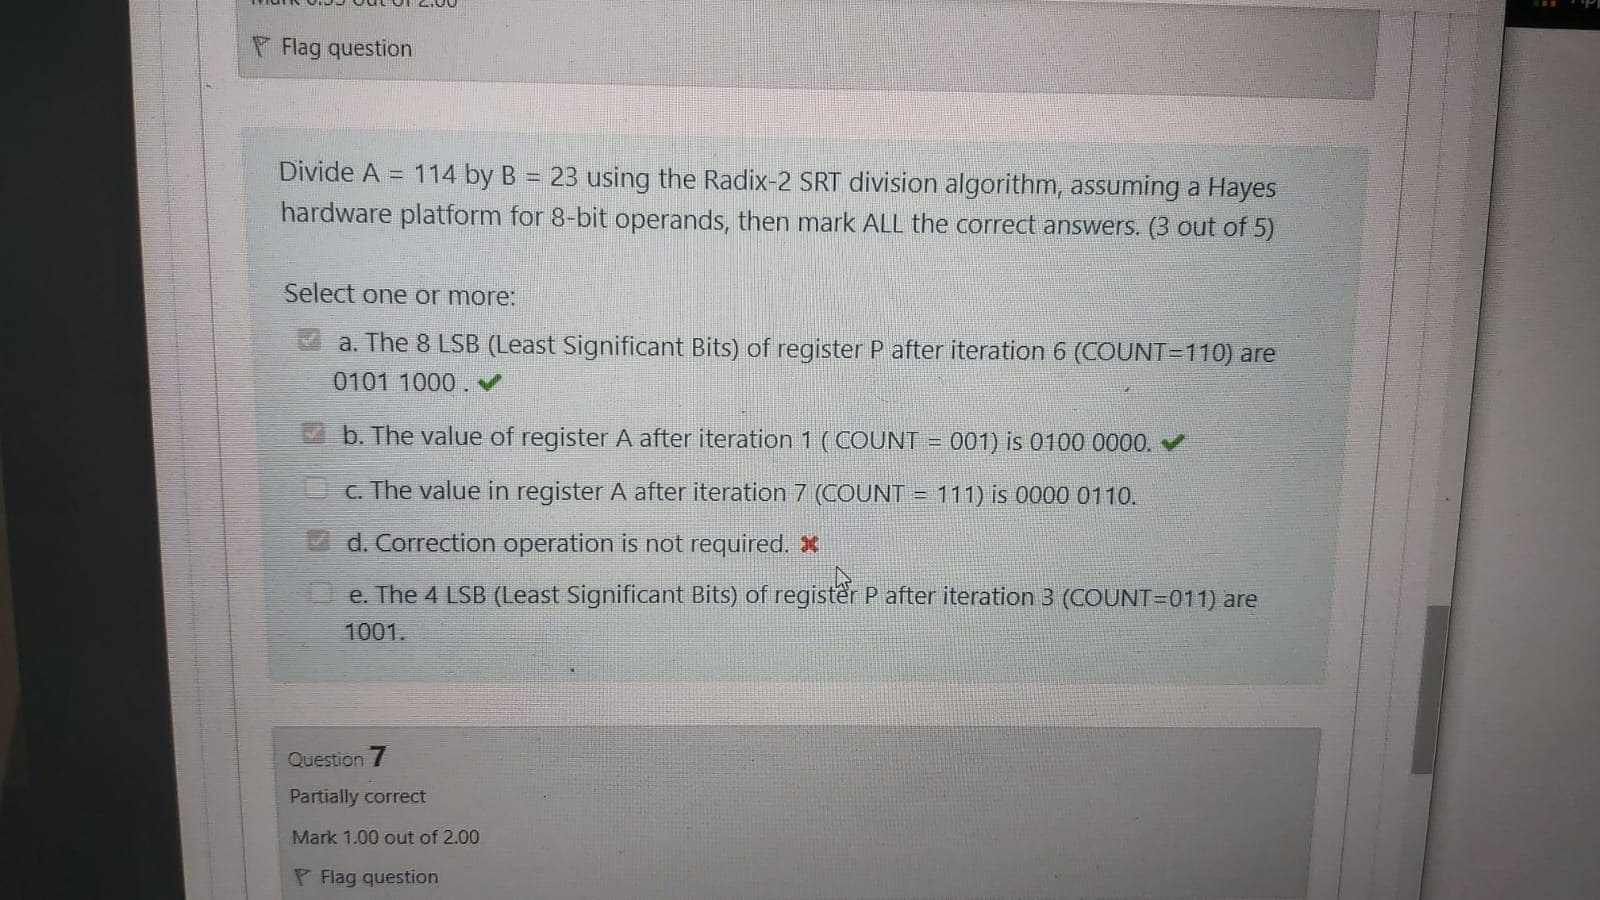 Flag question
Divide A = 114 by B = 23 using the Radix-2 SRT division algorithm, assuming a Hayes
hardware platform for 8-bit operands, then mark ALL the correct answers. (3 out of 5)
Select one or more:
a. The 8 LSB (Least Significant Bits) of register P after iteration 6 (COUNT=110) are
0101 1000.
b. The value of register A after iteration 1 ( COUNT = 001) is 0100 0000.
c. The value in register A after iteration 7 (COUNT = 111) is 0000 0110.
d. Correction operation is not required.
e. The 4 LSB (Least Significant Bits) of register P after iteration 3 (COUNT=011) are
1001.
Question 7
Partially correct
Mark 1.00 out of 2.00
Flag question